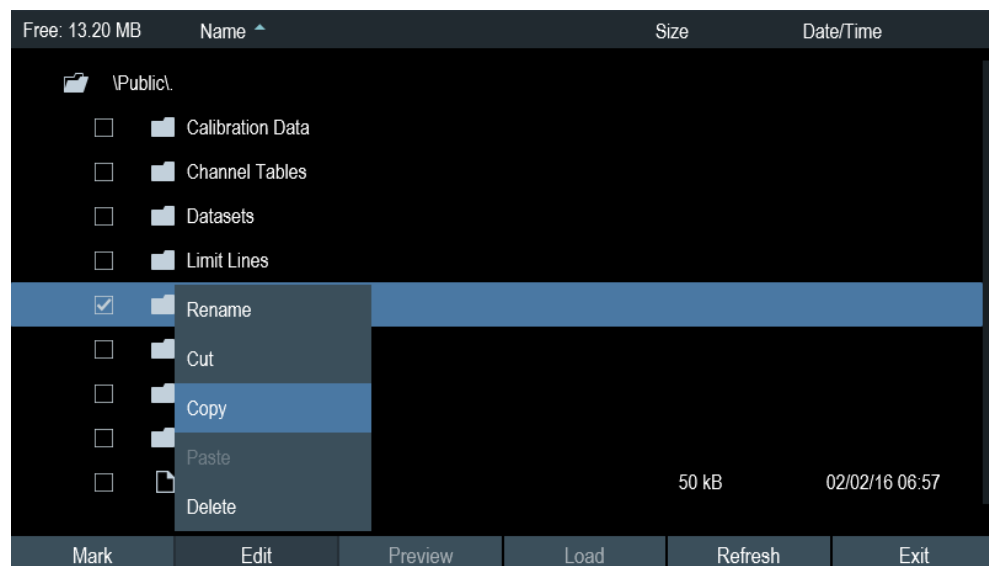 Free: 13.20 MB Name Size Date/Time
\Public\.
Calibration Data
Channel Tables
Datasets
Limit Lines
Rename
Cut
Copy
Paste
50 kB 02/02/16 06:57
Delete
Mark Edit Preview Load Refresh Exit